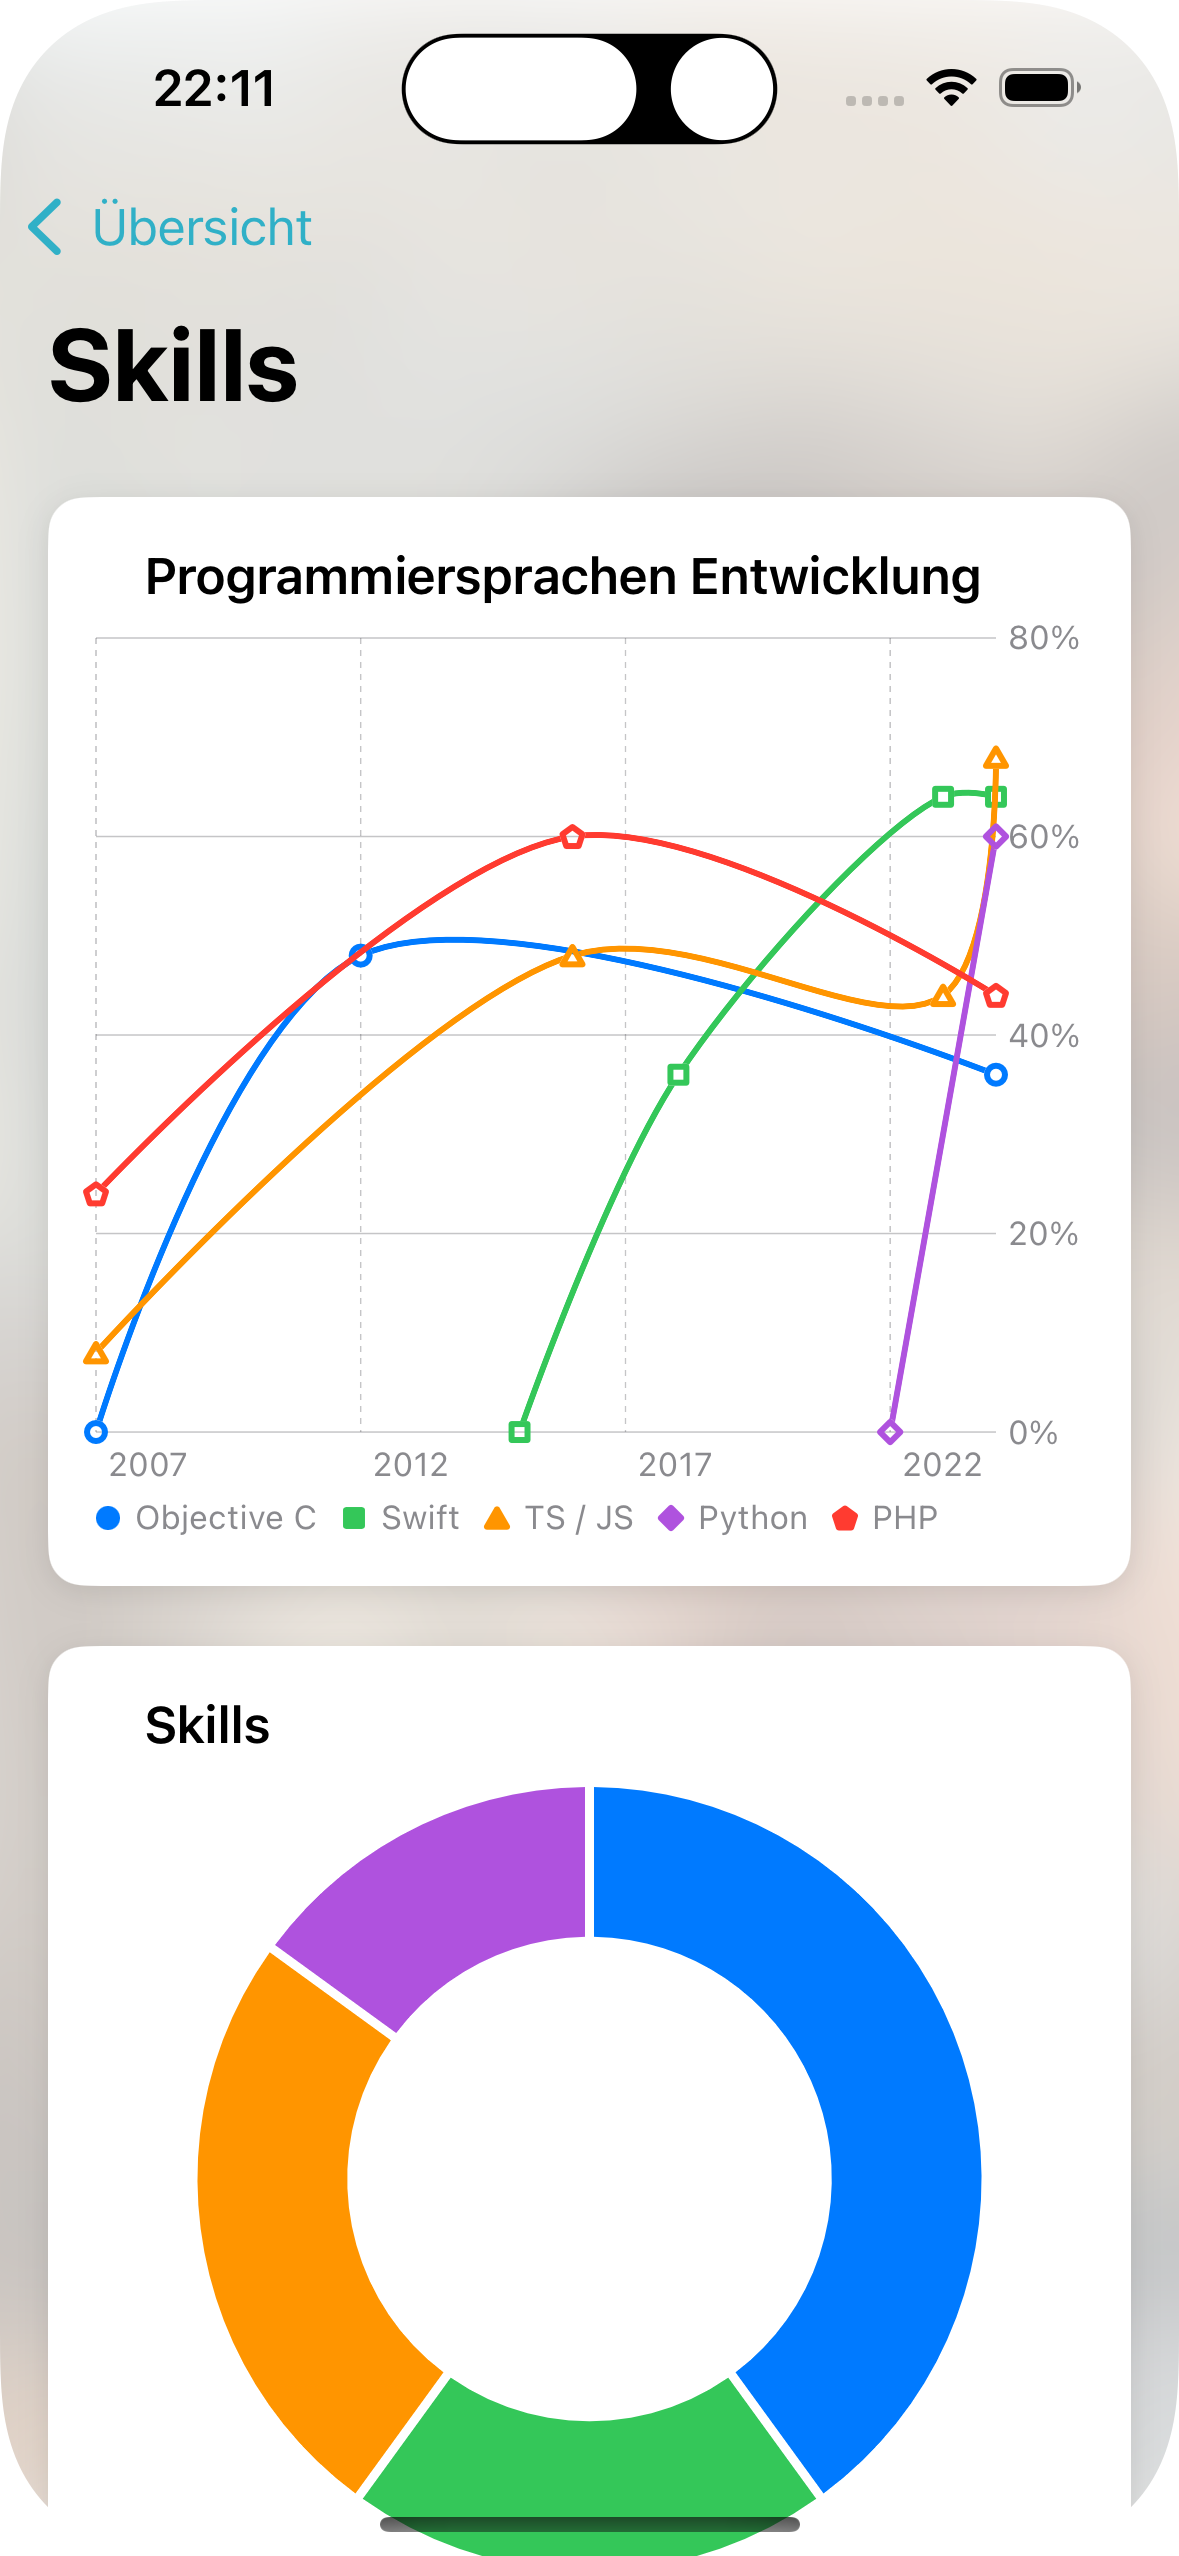 22:11
Übersicht
Skills
Programmiersprachen Entwicklung
80%
60%
40%
20%
0%
2007 2012 2017 2022
Objective C Swift TS / JS Python PHP
Skills